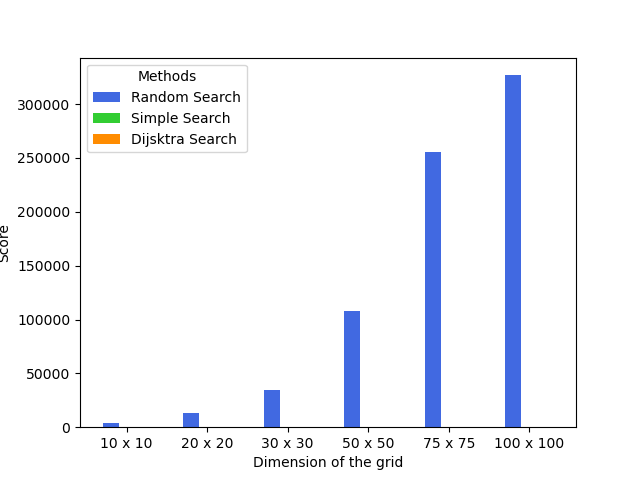 Methods
Random Search
Simple Search
Dijsktra Search
Score
300000
250000
200000
150000
100000
50000
0
10 x 10
20 x 20
30 x 30
50 x 50
75 x 75
100 x 100
Dimension of the grid